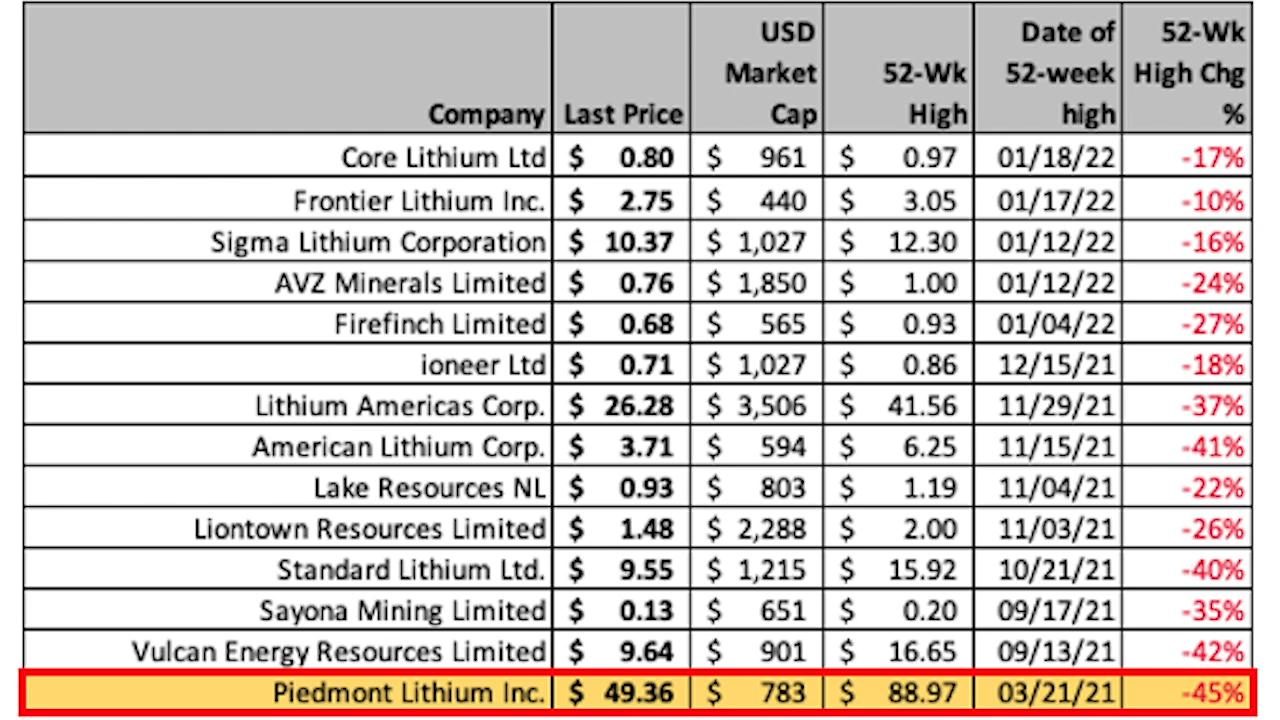 USD
Date of
52-Wk
Market
52-Wk
52-week
High Chg
Company
Last Price
Cap
High
high
%
Core Lithium Ltd $ 0.80 $ 961 $ 0.97 01/18/22 -17%
Frontier Lithium Inc. $ 2.75 $ 440 $ 3.05 01/17/22 -10%
Sigma Lithium Corporation $ 10.37 $ 1,027 $ 12.30 01/12/22 -16%
AVZ Minerals Limited $ 0.76 $ 1,850 $ 1.00 01/12/22 -24%
Firefinch Limited $ 0.68 $ 565 $ 0.93 01/04/22 -27%
ioneer Ltd $ 0.71 $ 1,027 $ 0.86 12/15/21 -18%
Lithium Americas Corp. $ 26.28 $ 3,506 $ 41.56 11/29/21 -37%
American Lithium Corp. $ 3.71 $ 594 $ 6.25 11/15/21 -41%
Lake Resources NL $ 0.93 $ 803 $ 1.19 11/04/21 -22%
Liontown Resources Limited $ 1.48 $ 2,288 $ 2.00 11/03/21 -26%
Standard Lithium Ltd. $ 9.55 $ 1,215 $ 15.92 10/21/21 -40%
Sayona Mining Limited $ 0.13 $ 651 $ 0.20 09/17/21 -35%
Vulcan Energy Resources Limited $ 9.64 $ 901 $ 16.65 09/13/21 -42%
Piedmont Lithium Inc. $ 49.36 $ 783 $ 88.97 03/21/21 -45%